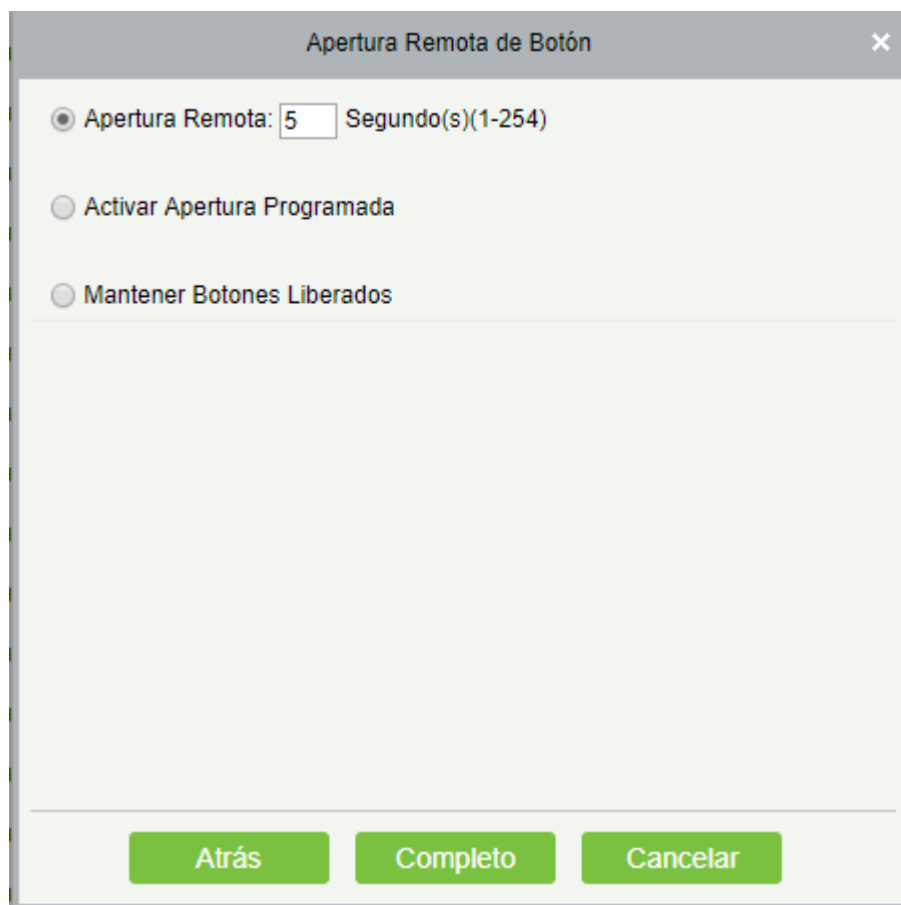 Apertura Remota de Botón ×
Apertura Remota: 5 Segundo(s)(1-254)
Activar Apertura Programada
Mantener Botones Liberados
Atrás Completo Cancelar